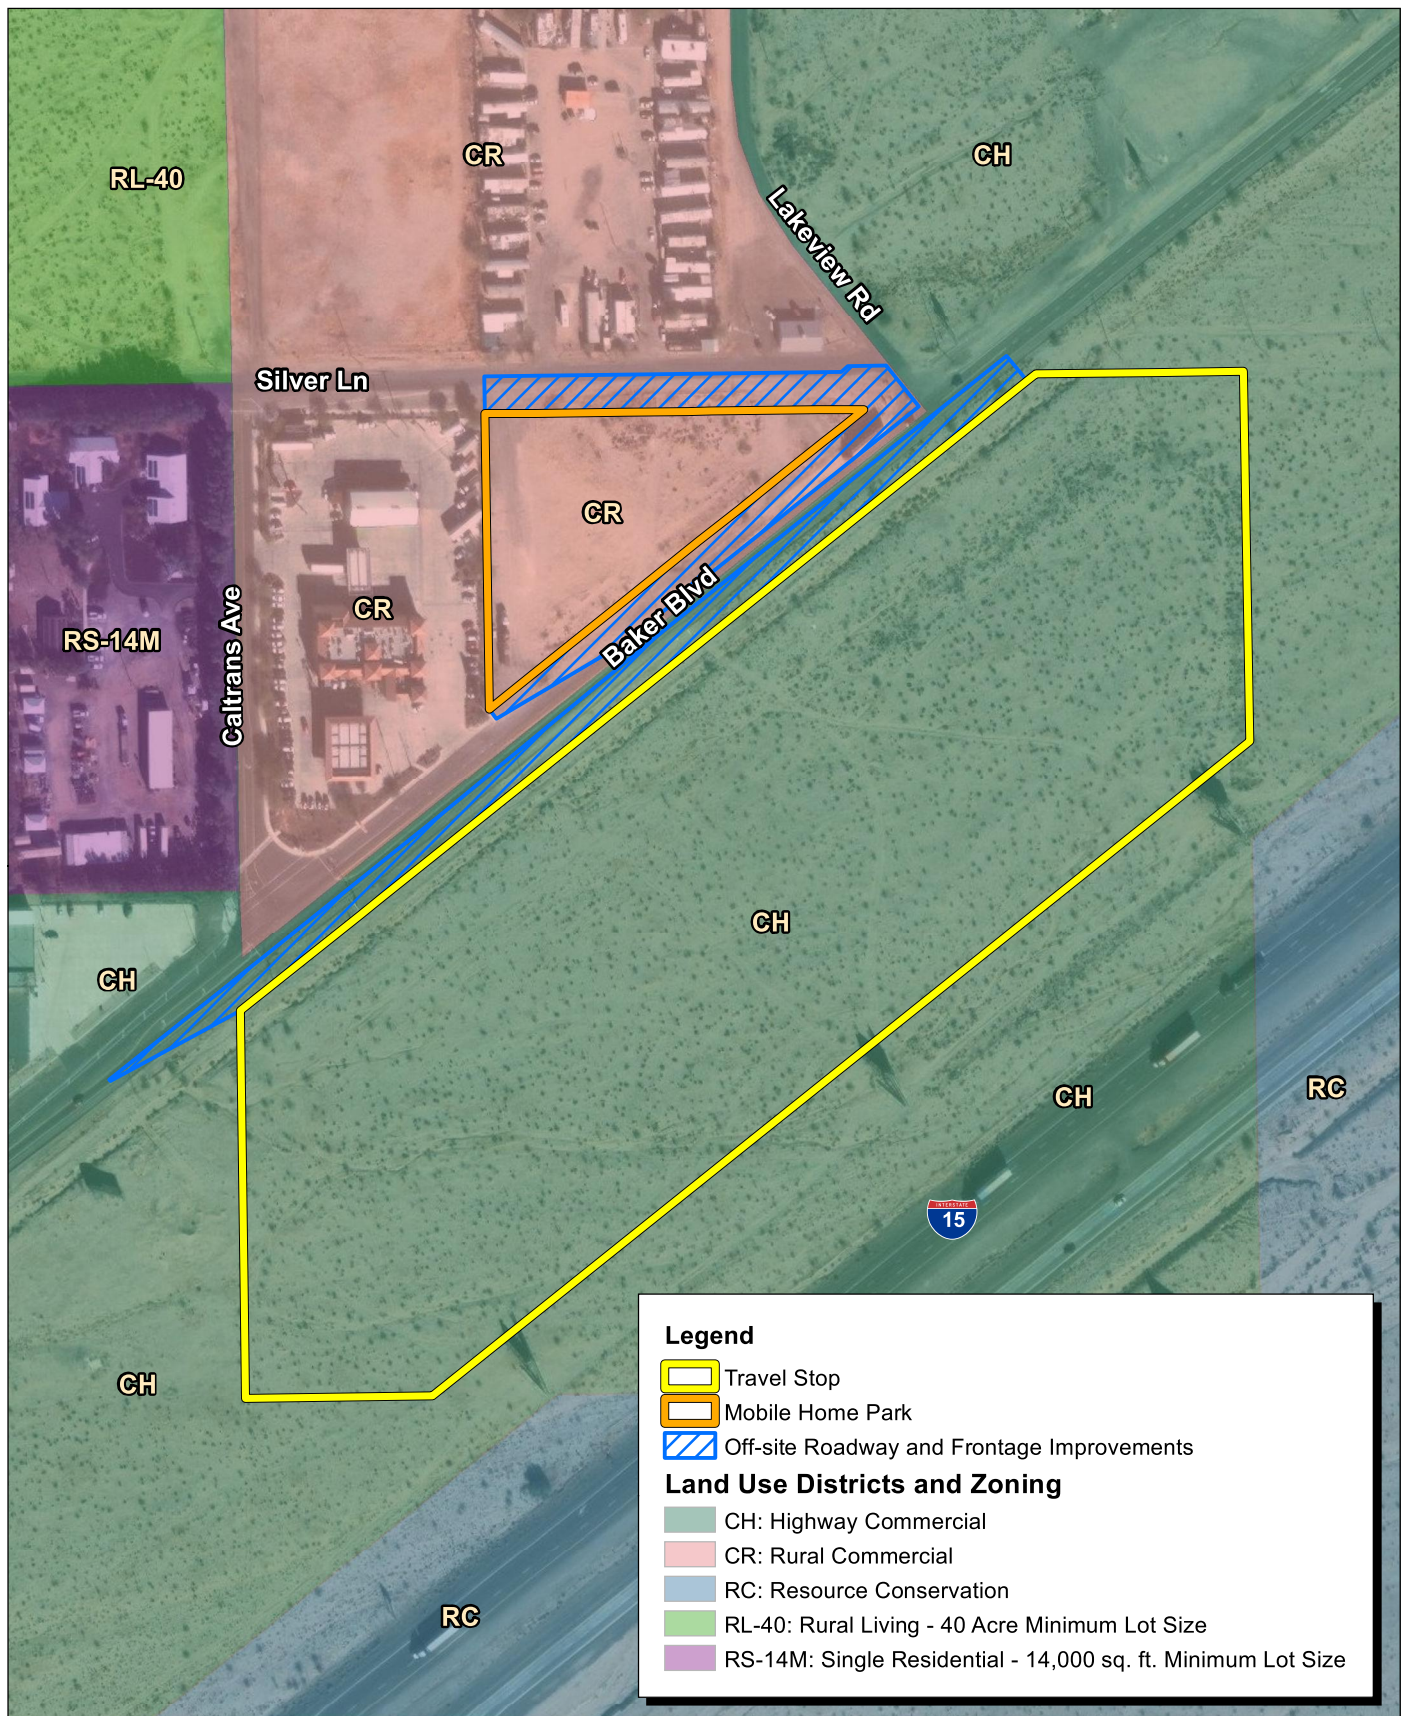 CR
CH
RL-40
Lakeview Rd
Silver Ln
CR
Baker Blvd
CR
Caltrans Ave
RS-14M
CH
CH
CH
RC
INTERSTATE
15
CH
RC
Legend
Travel Stop
Mobile Home Park
Off-site Roadway and Frontage Improvements
Land Use Districts and Zoning
CH: Highway Commercial
CR: Rural Commercial
RC: Resource Conservation
RL-40: Rural Living - 40 Acre Minimum Lot Size
RS-14M: Single Residential - 14,000 sq. ft. Minimum Lot Size